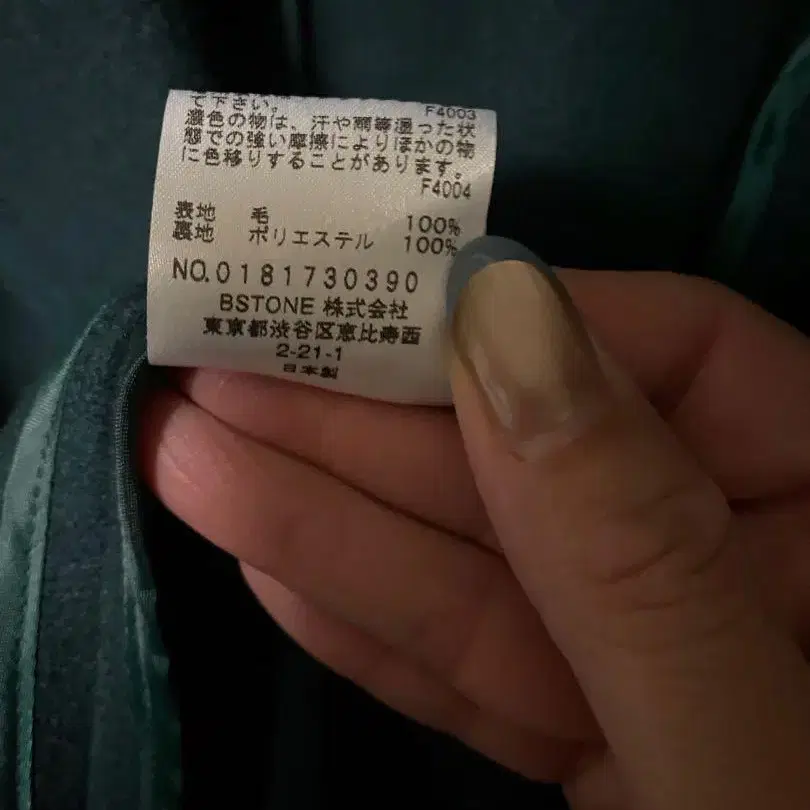 て下さい。
F4003
濃色の物は、汗や雨等湿った状
態での強い摩擦によりほかの物
に色移りすることがあります。
F4004
表地 毛 100%
裏地 ポリエステル 100%
NO.0181730390
BSTONE 株式会社
東京都渋谷区恵比寿西
2-21-1
日本製